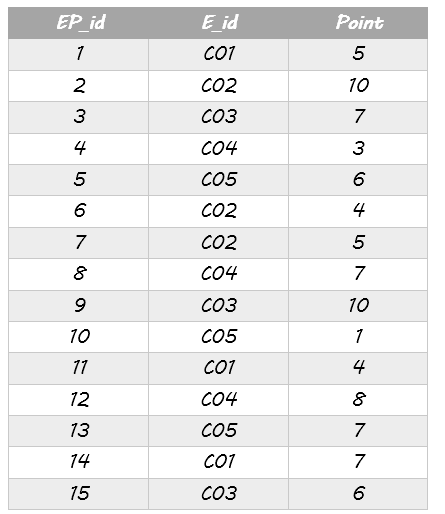 EP_id E_id Point
1 C01 5
2 C02 10
3 C03 7
4 C04 3
5 C05 6
6 C02 4
7 C02 5
8 C04 7
9 C03 10
10 C05 1
11 C01 4
12 C04 8
13 C05 7
14 C01 7
15 C03 6